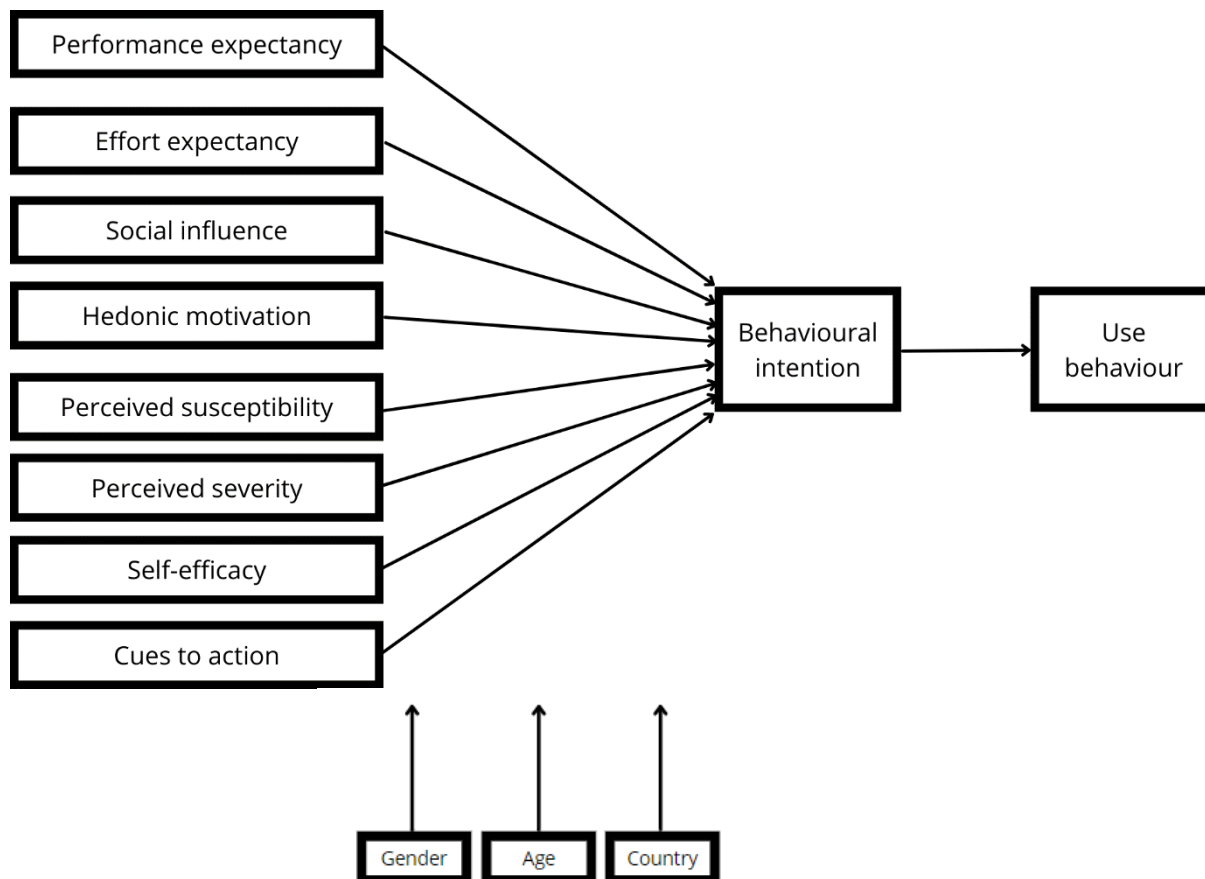 Performance expectancy
Effort expectancy
Social influence
Hedonic motivation
Perceived susceptibility
Perceived severity
Self-efficacy
Cues to action
Behavioural
intention
Use
behaviour
Gender
Age
Country